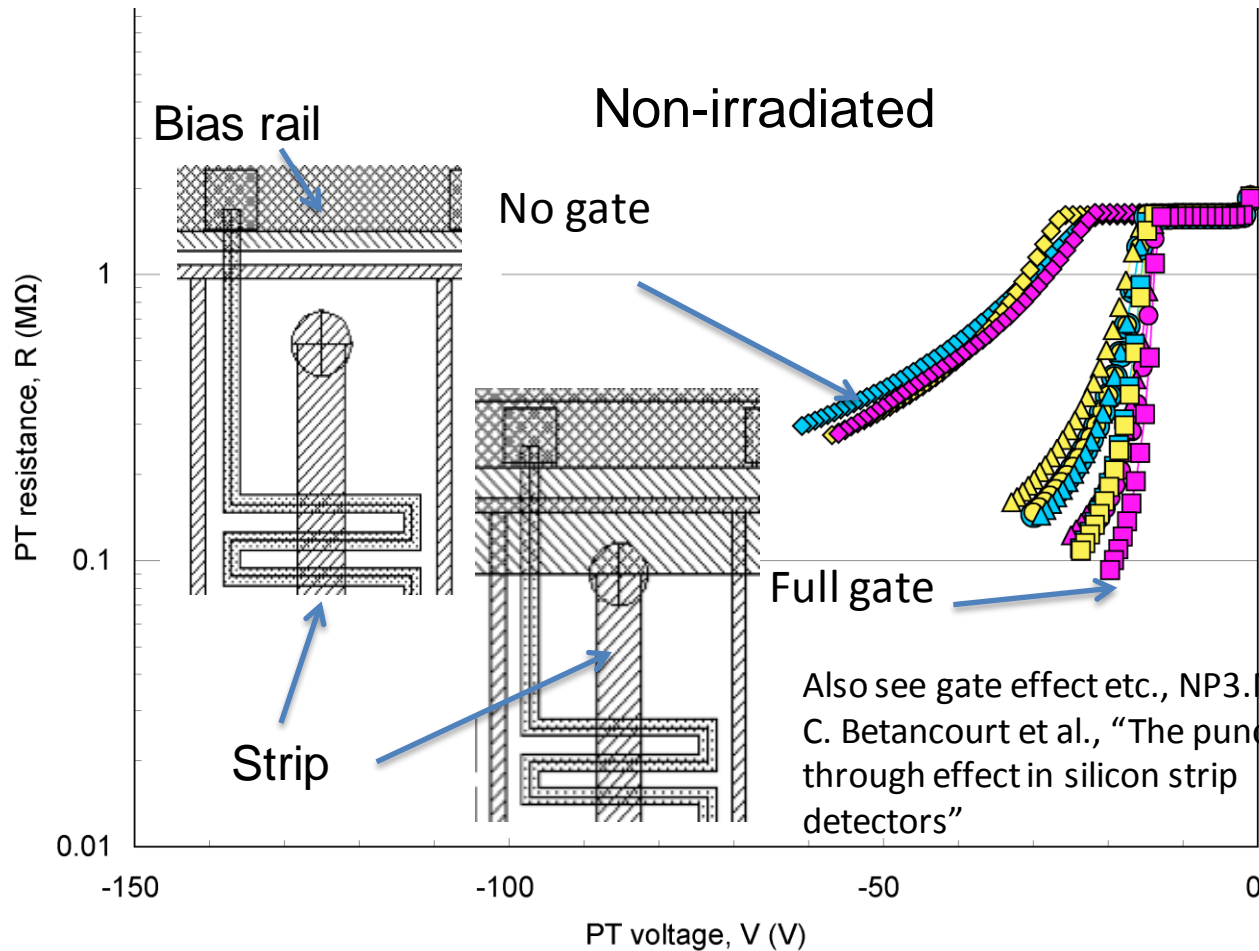 Non-irradiated
Bias rail
No gate
Full gate
Strip
Also see gate effect etc., NP3.
C. Betancourt et al., “The
through effect in silicon strip
detectors”
PT resistance, R (MΩ)
1
0.1
0.01
-150
-100
-50
0
PT voltage, V (V)